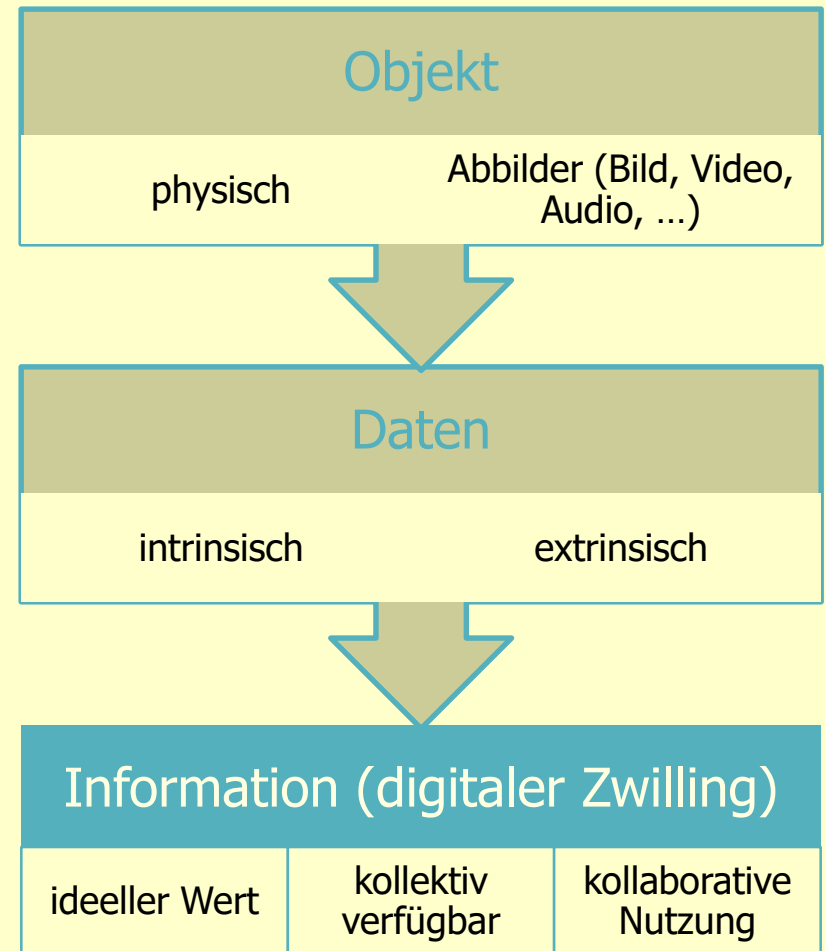 Objekt
physisch
Abbilder (Bild, Video,
Audio, …)
Daten
intrinsisch
extrinsisch
Information (digitaler Zwilling)
ideeller Wert
kollektiv
verfügbar
kollaborative
Nutzung